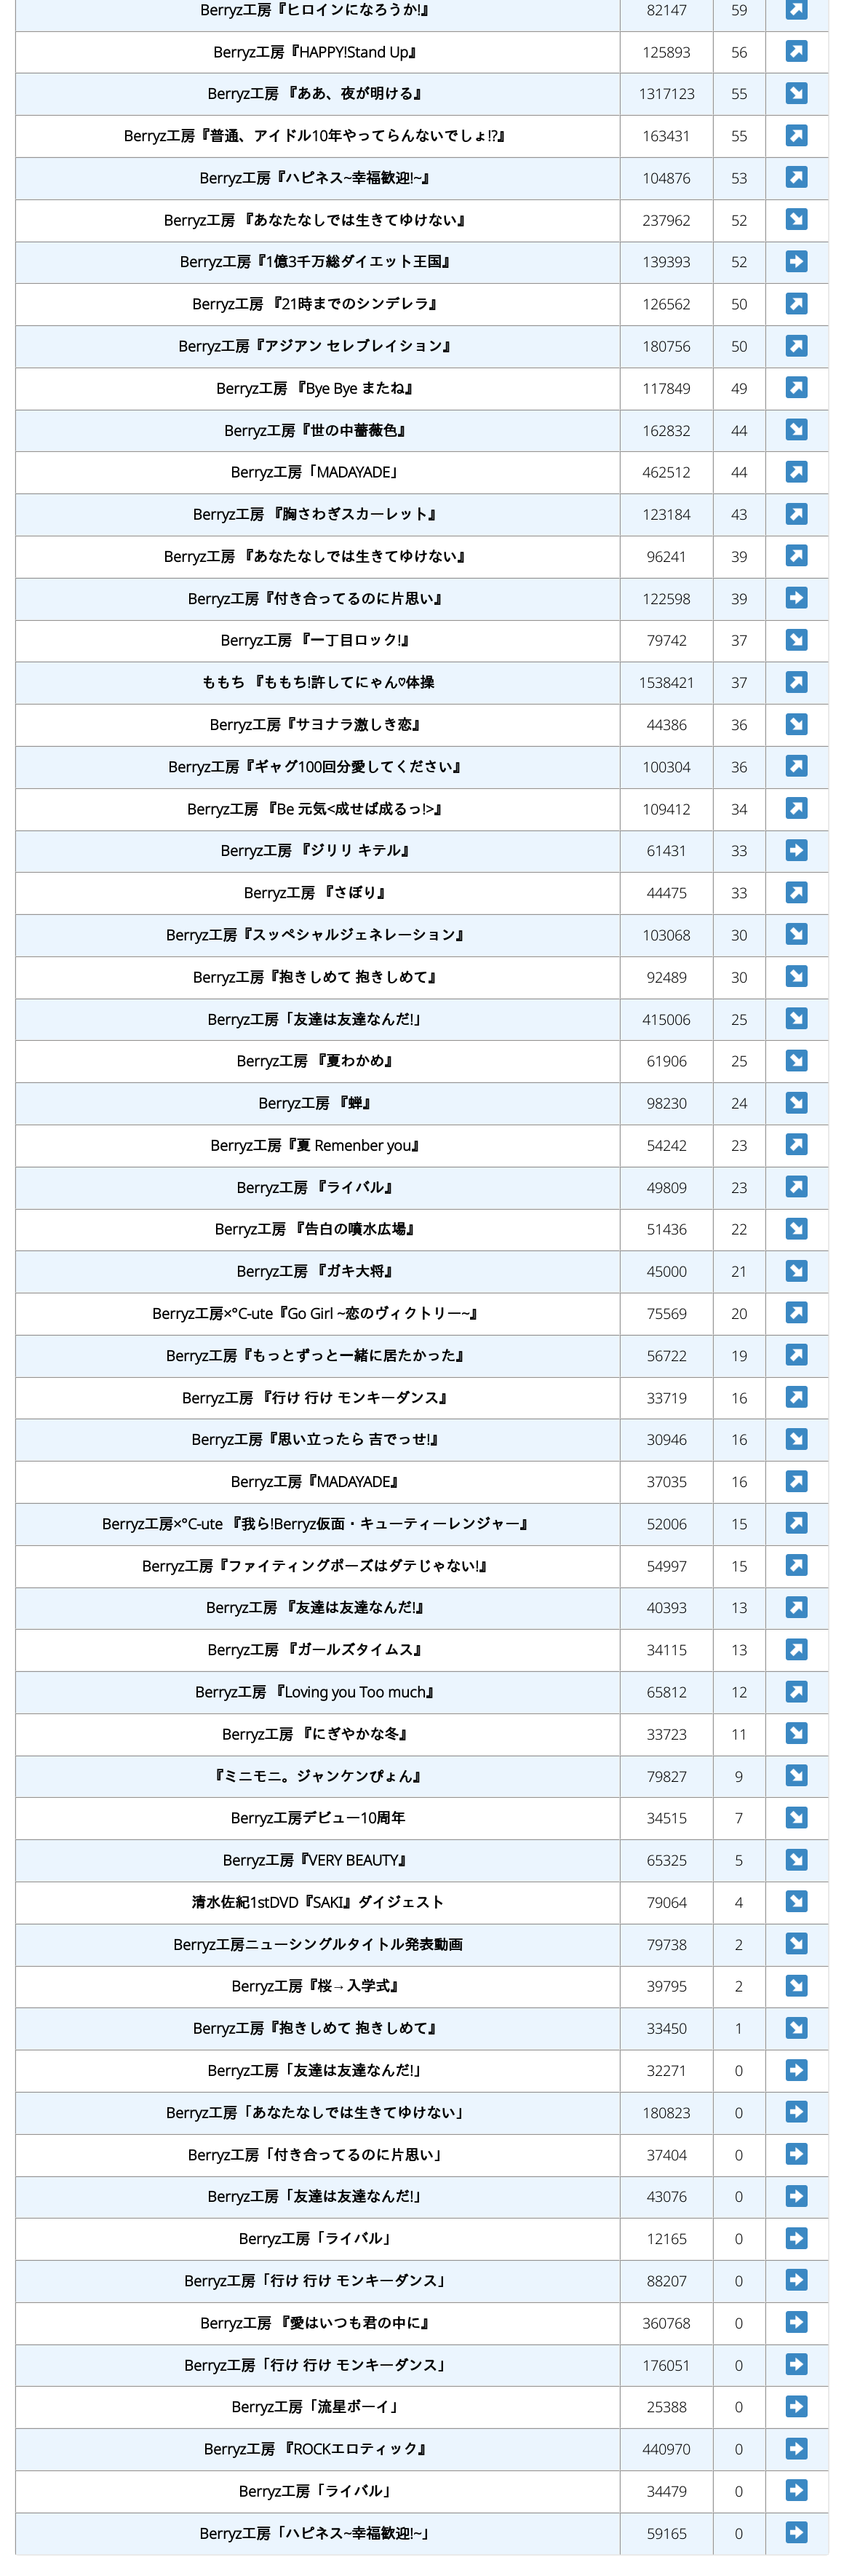 Berryz工房『ヒロインになろうか!』 82147 59
Berryz工房『HAPPY!Stand Up』 125893 56
Berryz工房 『ああ、夜が明ける』 1317123 55
Berryz工房『普通、アイドル10年やってらんないでしょ!?』 163431 55
Berryz工房『ハピネス~幸福歓迎!~』 104876 53
Berryz工房 『あなたなしでは生きてゆけない』 237962 52
Berryz工房『1億3千万総ダイエット王国』 139393 52
Berryz工房 『21時までのシンデレラ』 126562 50
Berryz工房『アジアン セレブレイション』 180756 50
Berryz工房 『Bye Bye またね』 117849 49
Berryz工房『世の中薔薇色』 162832 44
Berryz工房「MADAYADE」 462512 44
Berryz工房 『胸さわぎスカーレット』 123184 43
Berryz工房 『あなたなしでは生きてゆけない』 96241 39
Berryz工房『付き合ってるのに片思い』 122598 39
Berryz工房 『一丁目ロック!』 79742 37
ももち 『ももち!許してにゃん♡体操 1538421 37
Berryz工房『サヨナラ激しき恋』 44386 36
Berryz工房『ギャグ100回分愛してください』 100304 36
Berryz工房 『Be 元気<成せば成るっ!>』 109412 34
Berryz工房 『ジリリ キテル』 61431 33
Berryz工房 『さぼり』 44475 33
Berryz工房『スッペシャルジェネレ〜ション』 103068 30
Berryz工房『抱きしめて 抱きしめて』 92489 30
Berryz工房「友達は友達なんだ!」 415006 25
Berryz工房 『夏わかめ』 61906 25
Berryz工房 『蝉』 98230 24
Berryz工房『夏 Remenber you』 54242 23
Berryz工房 『ライバル』 49809 23
Berryz工房 『告白の噴水広場』 51436 22
Berryz工房 『ガキ大将』 45000 21
Berryz工房×°C-ute『Go Girl ~恋のヴィクトリー~』 75569 20
Berryz工房『もっとずっと一緒に居たかった』 56722 19
Berryz工房 『行け 行け モンキーダンス』 33719 16
Berryz工房『思い立ったら 吉でっせ!』 30946 16
Berryz工房『MADAYADE』 37035 16
Berryz工房×°C-ute 『我ら!Berryz仮面・キューティーレンジャー』 52006 15
Berryz工房『ファイティングポーズはダテじゃない!』 54997 15
Berryz工房 『友達は友達なんだ!』 40393 13
Berryz工房 『ガールズタイムス』 34115 13
Berryz工房 『Loving you Too much』 65812 12
Berryz工房 『にぎやかな冬』 33723 11
『ミニモニ。ジャンケンぴょん』 79827 9
Berryz工房デビュー10周年 34515 7
Berryz工房『VERY BEAUTY』 65325 5
清水佐紀1stDVD『SAKI』ダイジェスト 79064 4
Berryz工房ニューシングルタイトル発表動画 79738 2
Berryz工房『桜→入学式』 39795 2
Berryz工房『抱きしめて 抱きしめて』 33450 1
Berryz工房「友達は友達なんだ!」 32271 0
Berryz工房「あなたなしでは生きてゆけない」 180823 0
Berryz工房「付き合ってるのに片思い」 37404 0
Berryz工房「友達は友達なんだ!」 43076 0
Berryz工房「ライバル」 12165 0
Berryz工房「行け 行け モンキーダンス」 88207 0
Berryz工房 『愛はいつも君の中に』 360768 0
Berryz工房「行け 行け モンキーダンス」 176051 0
Berryz工房「流星ボーイ」 25388 0
Berryz工房 『ROCKエロティック』 440970 0
Berryz工房「ライバル」 34479 0
Berryz工房「ハピネス~幸福歓迎!~」 59165 0